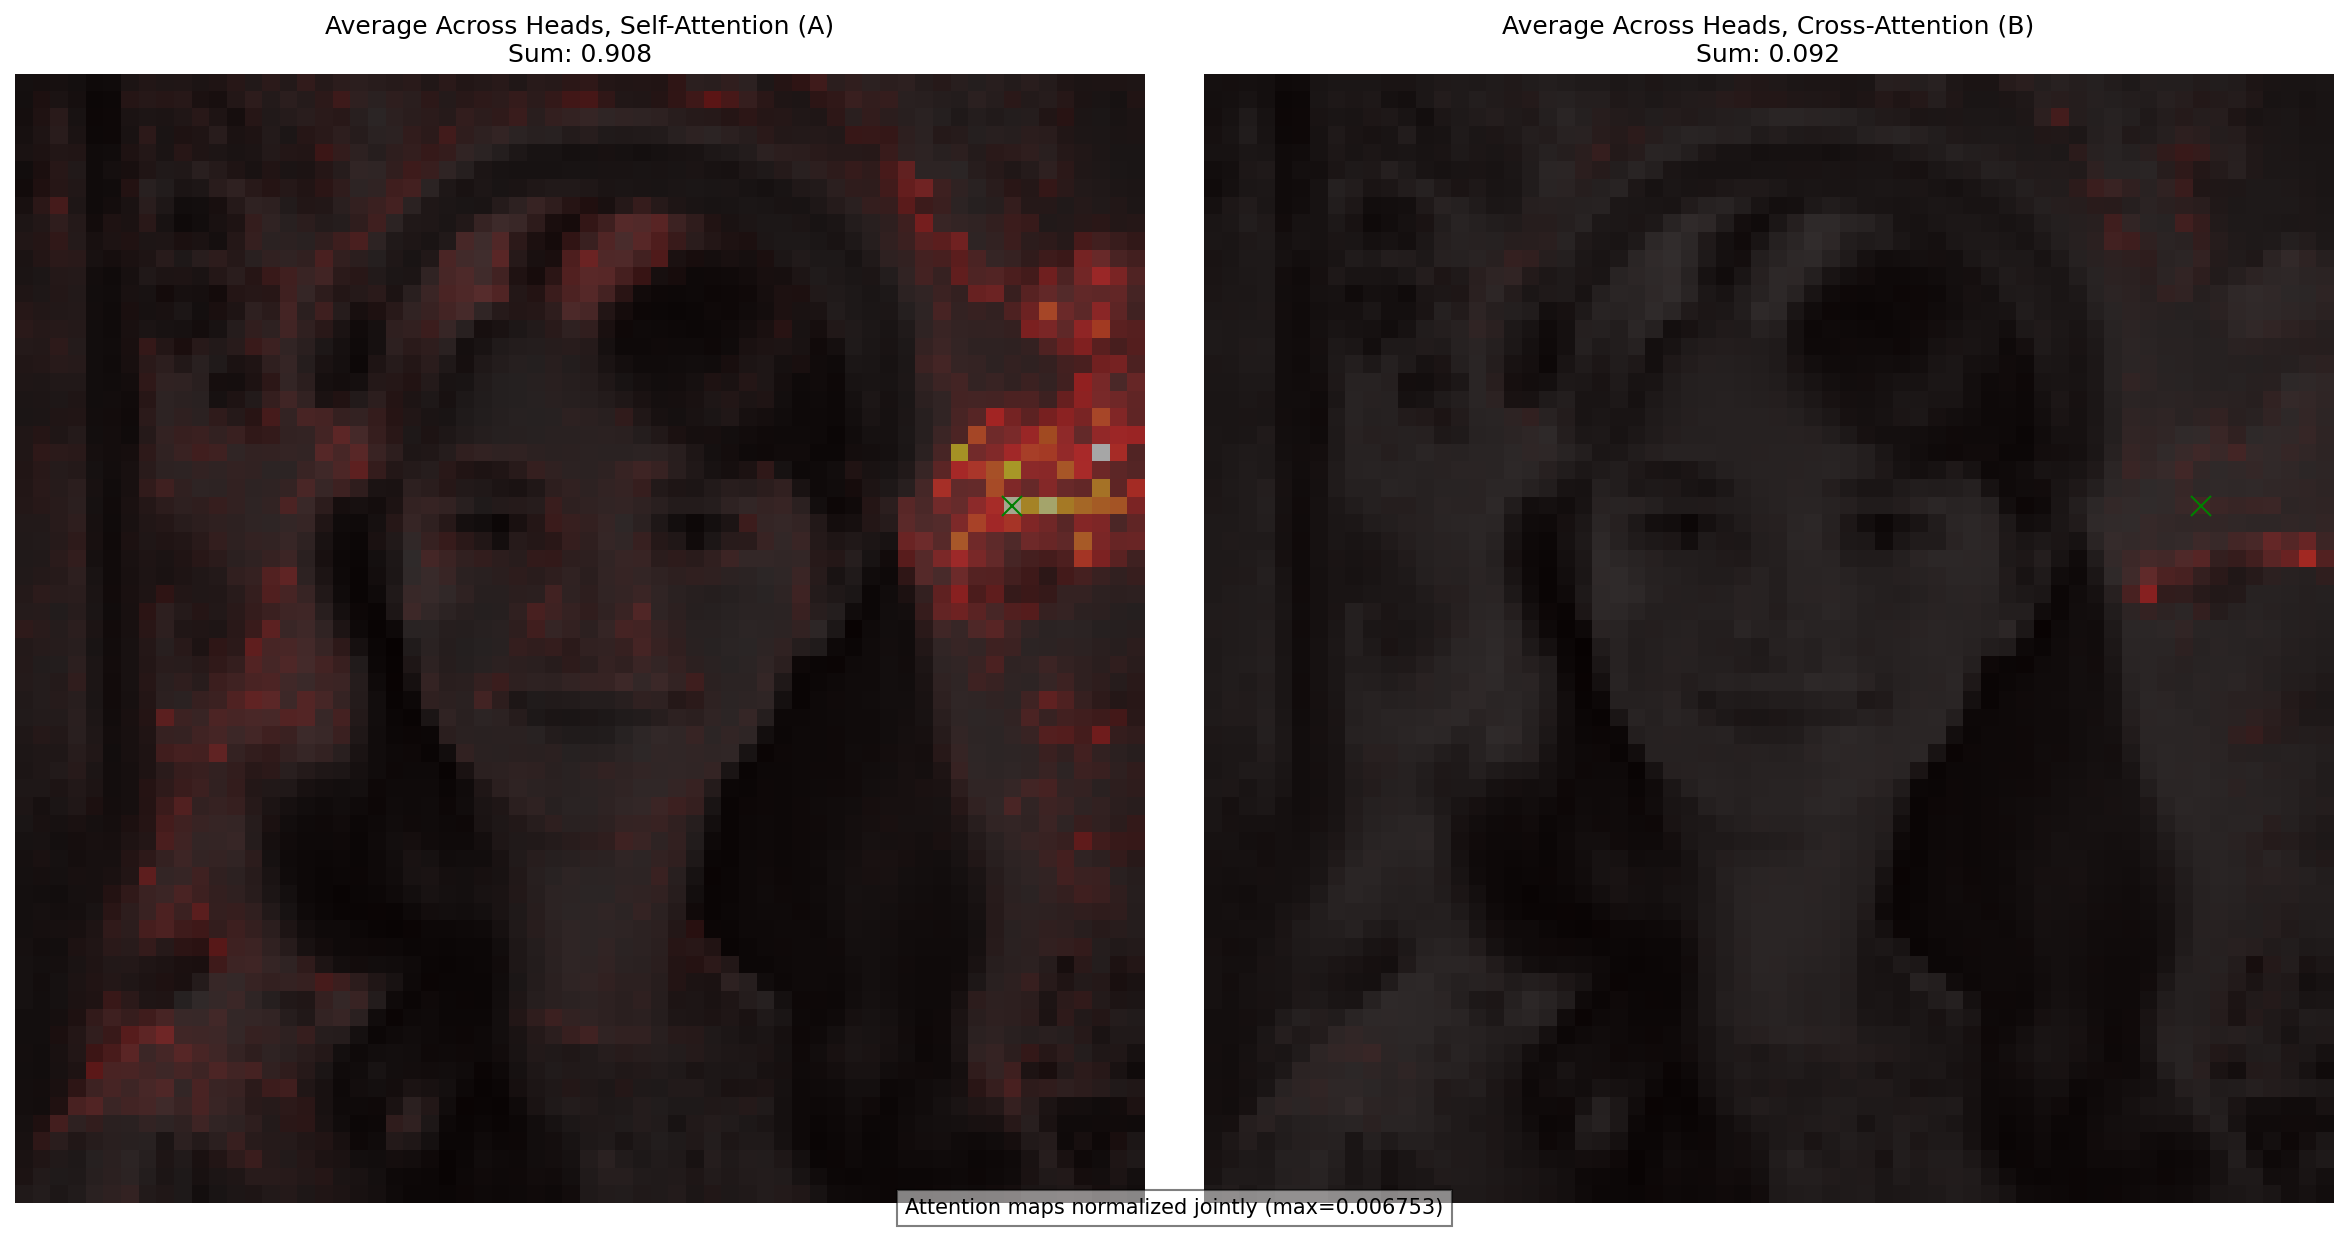 Average Across Heads, Self-Attention (A)
Sum: 0.908
Average Across Heads, Cross-Attention (B)
Sum: 0.092
Attention maps normalized jointly (max=0.006753)